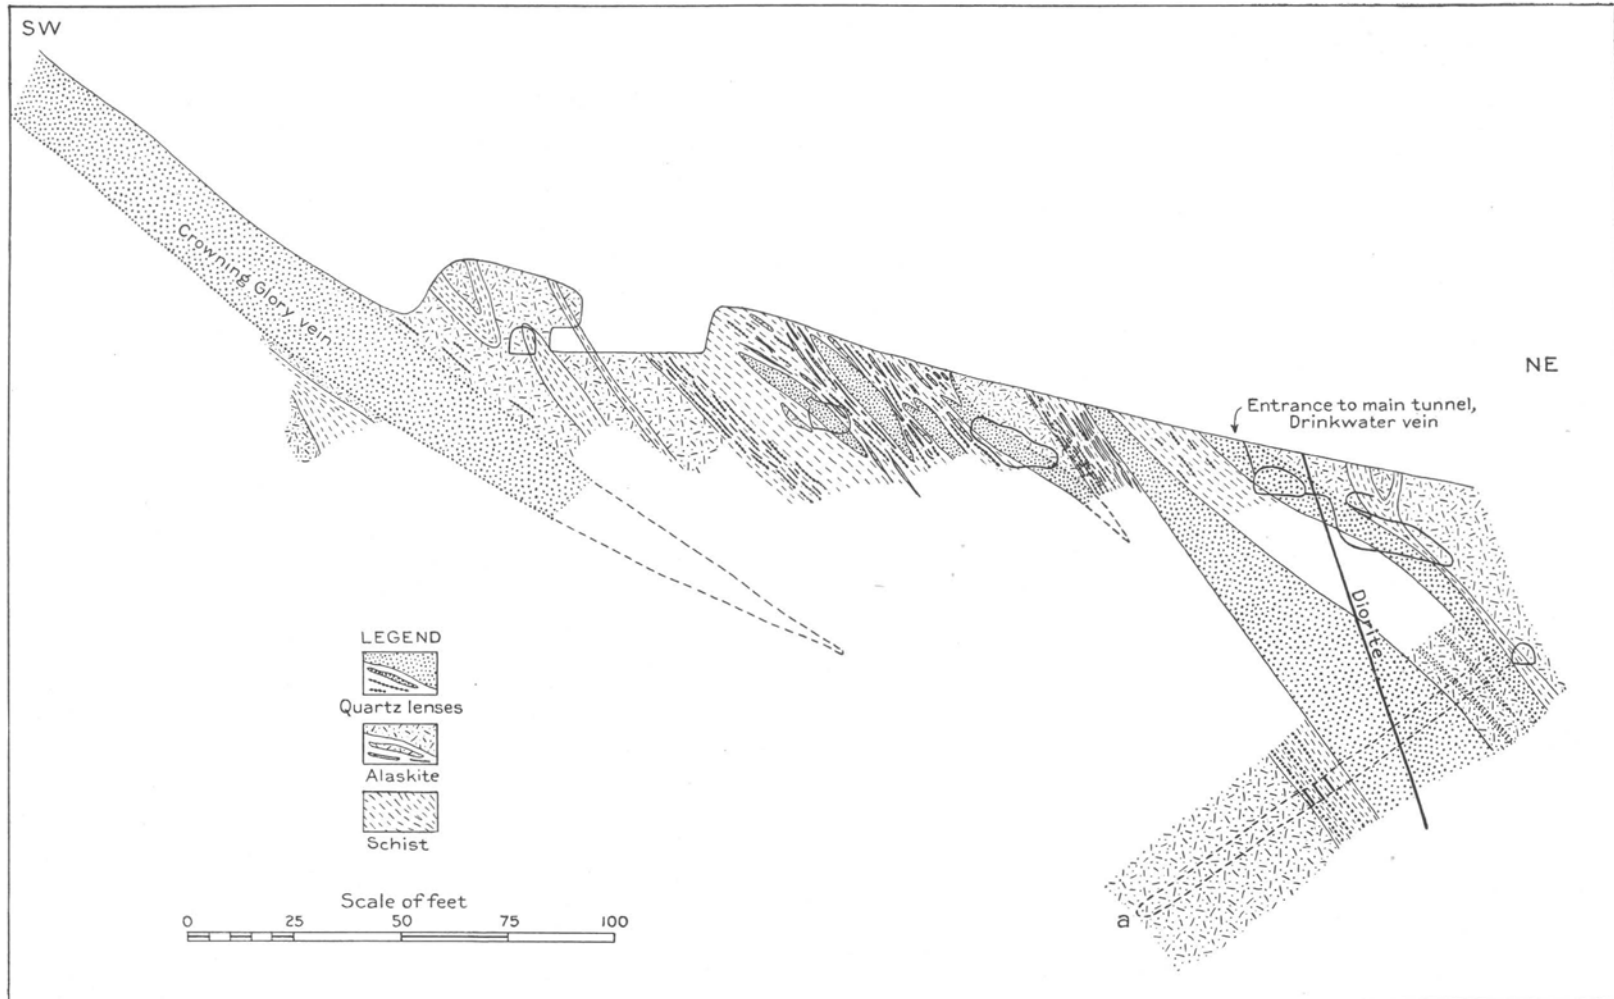 SW
Crowning Glory vein
NE
Entrance to main tunnel,
Drinkwater vein
Diorite
LEGEND
Quartz lenses
Alaskite
Schist
a
Scale of feet
0 25 50 75 100